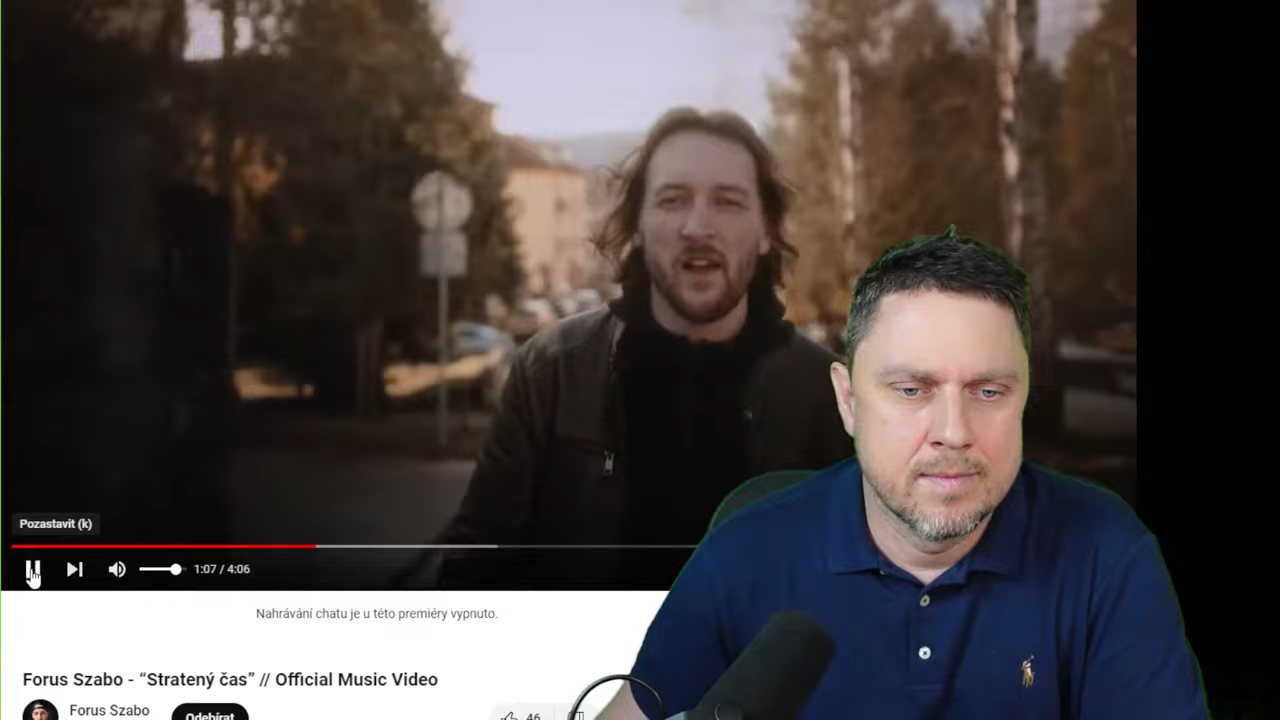 Pozastavit (k)
1:07 / 4:06
Nahrávání chatu je u této premiéry vypnuto.
Forus Szabo - “Stratený čas” // Official Music Video
Forus Szabo
Odebírat
46